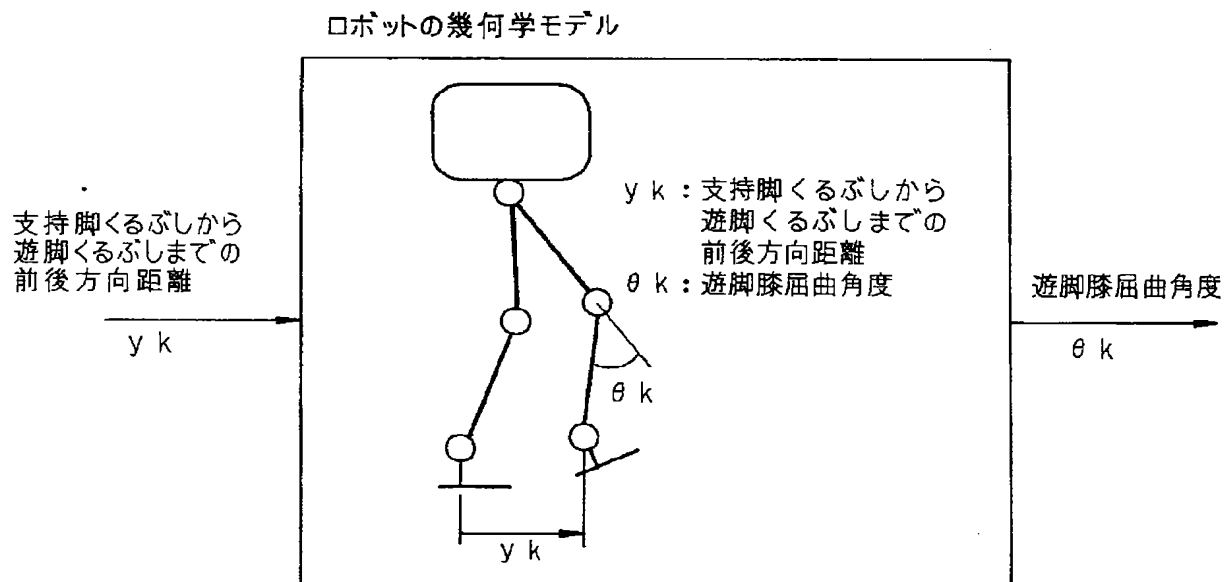 ロボットの幾何学モデル
支持脚くるぶしから
遊脚くるぶしまでの
前後方向距離
y k
y k : 支持脚くるぶしから
遊脚くるぶしまでの
前後方向距離
θ k : 遊脚膝屈曲角度
θ k
y k
遊脚膝屈曲角度
θ k